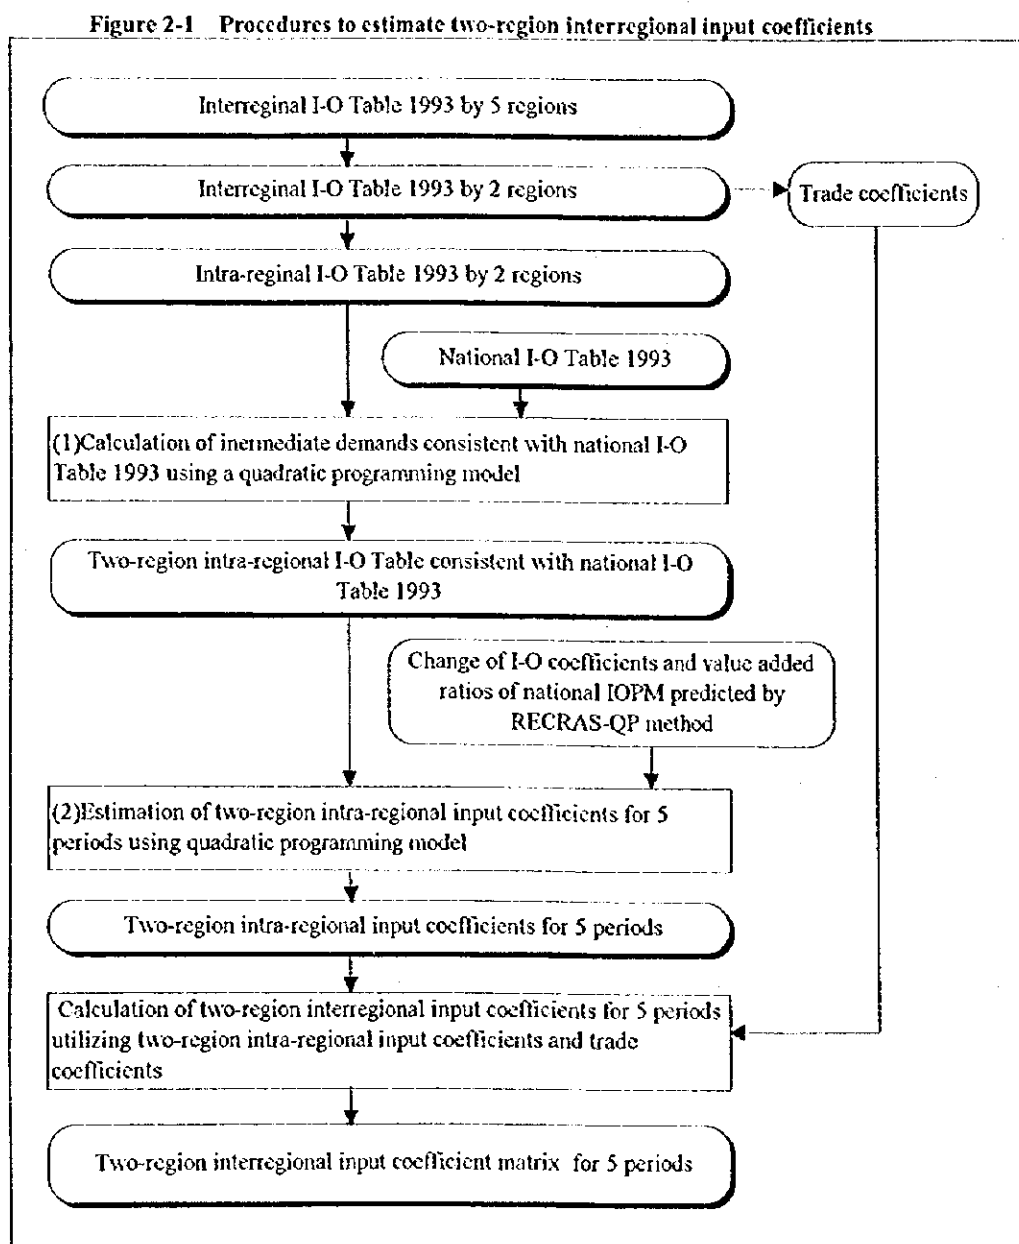 Figure 2-1 Procedures to estimate two-region interregional input coefficients
Interreginal I-O Table 1993 by 5 regions
Interreginal I-O Table 1993 by 2 regions
Trade coefficients
Intra-reginal I-O Table 1993 by 2 regions
National I-O Table 1993
(1)Calculation of inermediate demands consistent with national I-O
Table 1993 using a quadratic programming model
Two-region intra-regional I-O Table consistent with national I-O
Table 1993
Change of I-O coefficients and value added
ratios of national IOPM predicted by
RECRAS-QP method
(2)Estimation of two-region intra-regional input coefficients for 5
periods using quadratic programming model
Two-region intra-regional input coefficients for 5 periods
Calculation of two-region interregional input coefficients for 5 periods
utilizing two-region intra-regional input coefficients and trade
coefficients
Two-region interregional input coefficient matrix for 5 periods